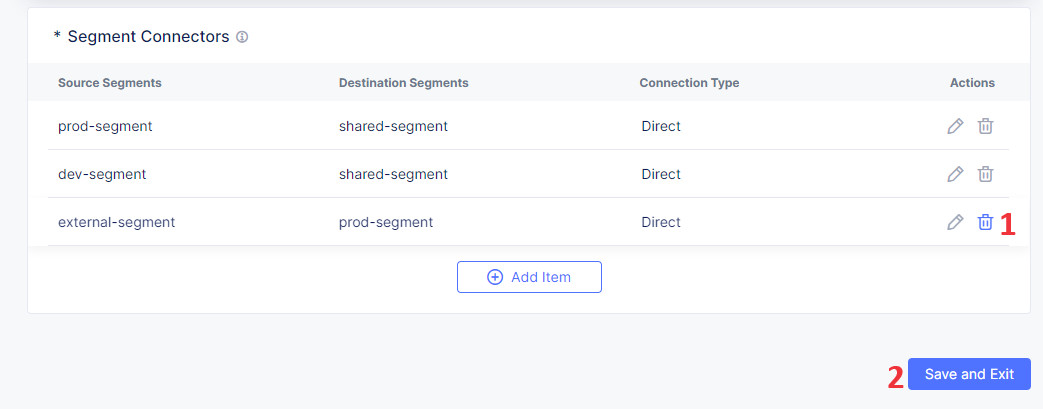 * Segment Connectors
Source Segments Destination Segments Connection Type Actions
prod-segment shared-segment Direct
dev-segment shared-segment Direct
external-segment prod-segment Direct 1
Add Item
2 Save and Exit